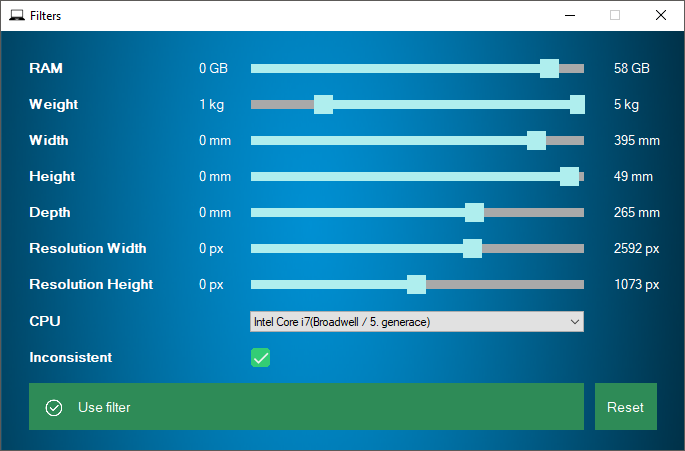 Filters
RAM 0 GB 58 GB
Weight 1 kg 5 kg
Width 0 mm 395 mm
Height 0 mm 49 mm
Depth 0 mm 265 mm
Resolution Width 0 px 2592 px
Resolution Height 0 px 1073 px
CPU Intel Core i7(Broadwell / 5. generace)
Inconsistent
Use filter Reset